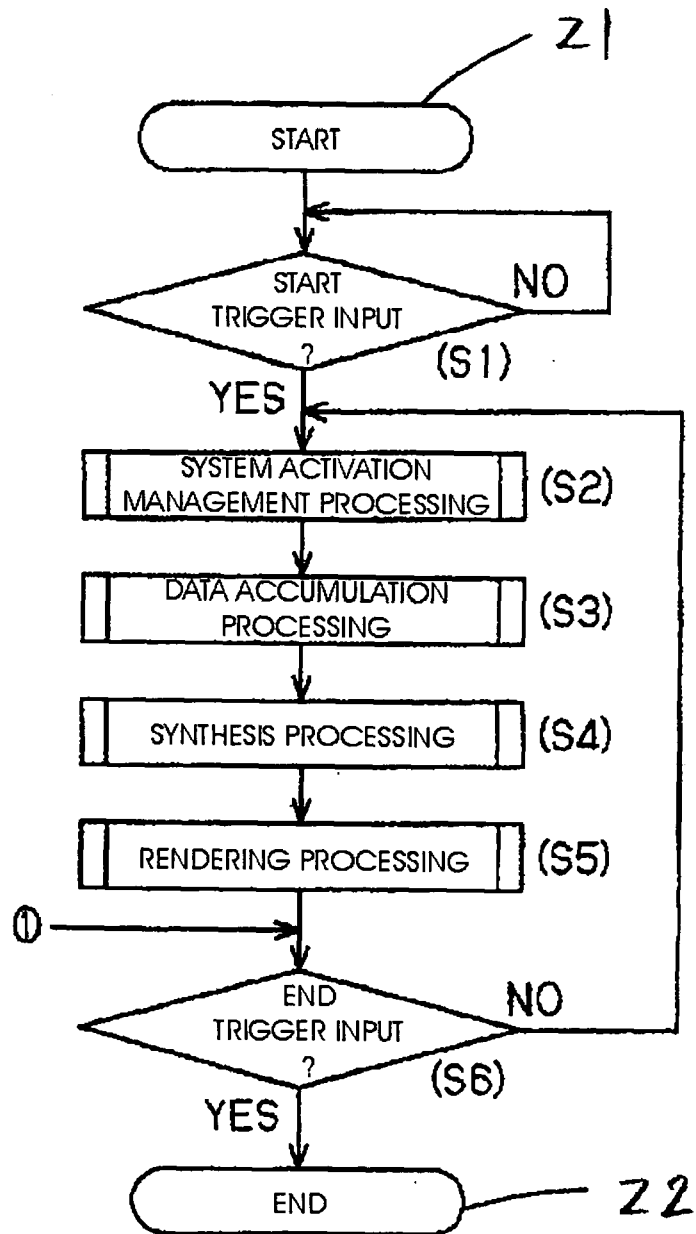 Z1
START
START
TRIGGER INPUT
?
NO
(S1)
YES
SYSTEM ACTIVATION
MANAGEMENT PROCESSING
(S2)
DATA ACCUMULATION
PROCESSING
(S3)
SYNTHESIS PROCESSING
(S4)
RENDERING PROCESSING
(S5)
①
END
TRIGGER INPUT
?
NO
(S6)
YES
END
Z2